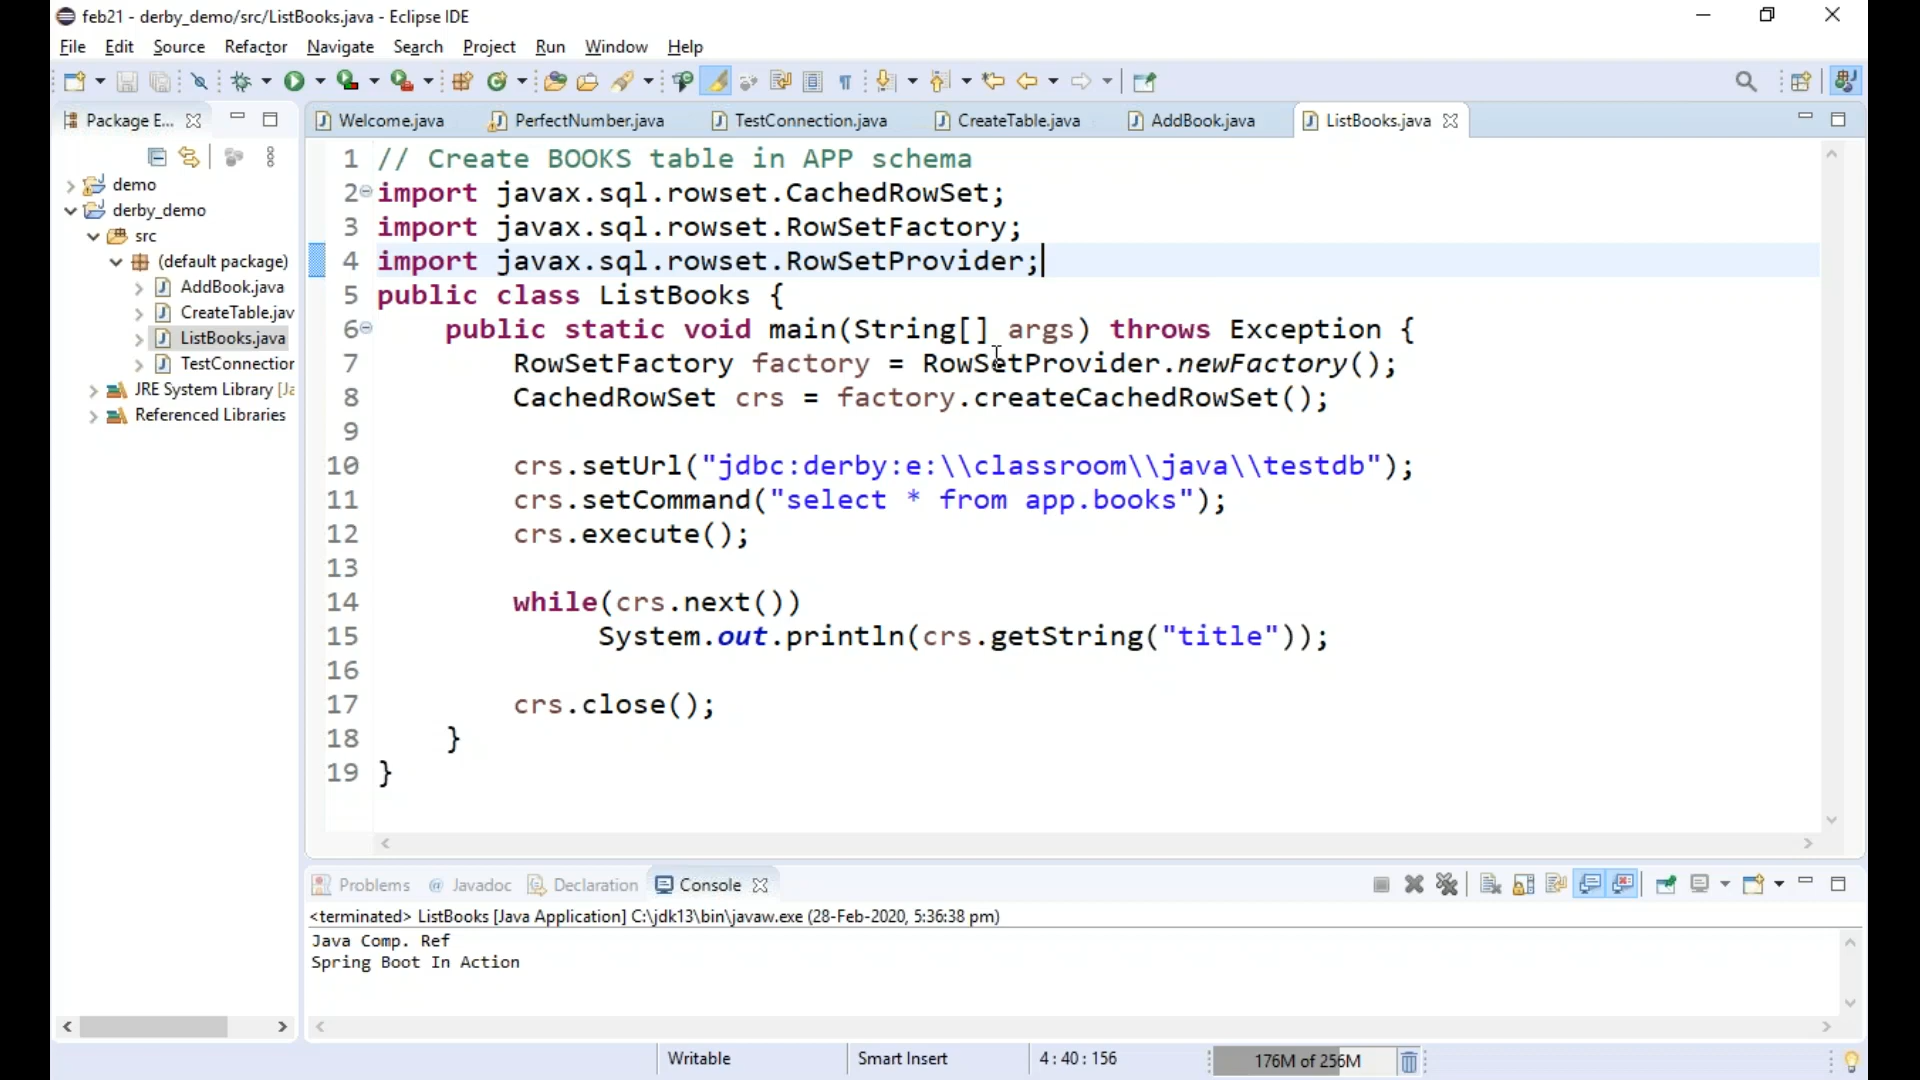 feb21 - derby_demo/src/ListBooks.java - Eclipse IDE
File Edit Source Refactor Navigate Search Project Run Window Help
Package E...
Welcome.java PerfectNumber.java TestConnection.java CreateTable.java AddBook.java ListBooks.java
demo
derby_demo
src
(default package)
AddBook.java
CreateTable.jav
ListBooks.java
TestConnection
JRE System Library [Ja
Referenced Libraries
1 // Create BOOKS table in APP schema
2 import javax.sql.rowset.CachedRowSet;
3 import javax.sql.rowset.RowSetFactory;
4 import javax.sql.rowset.RowSetProvider;
5 public class ListBooks {
6 public static void main(String[] args) throws Exception {
7 RowSetFactory factory = RowSetProvider.newFactory();
8 CachedRowSet crs = factory.createCachedRowSet();
9
10 crs.setUrl("jdbc:derby:e:\\classroom\\java\\testdb");
11 crs.setCommand("select * from app.books");
12 crs.execute();
13
14 while(crs.next())
15 System.out.println(crs.getString("title"));
16
17 crs.close();
18 }
19 }
Problems @ Javadoc Declaration Console
<terminated> ListBooks [Java Application] C:\jdk13\bin\javaw.exe (28-Feb-2020, 5:36:38 pm)
Java Comp. Ref
Spring Boot In Action
Writable Smart Insert 4:40:156 176M of 256M